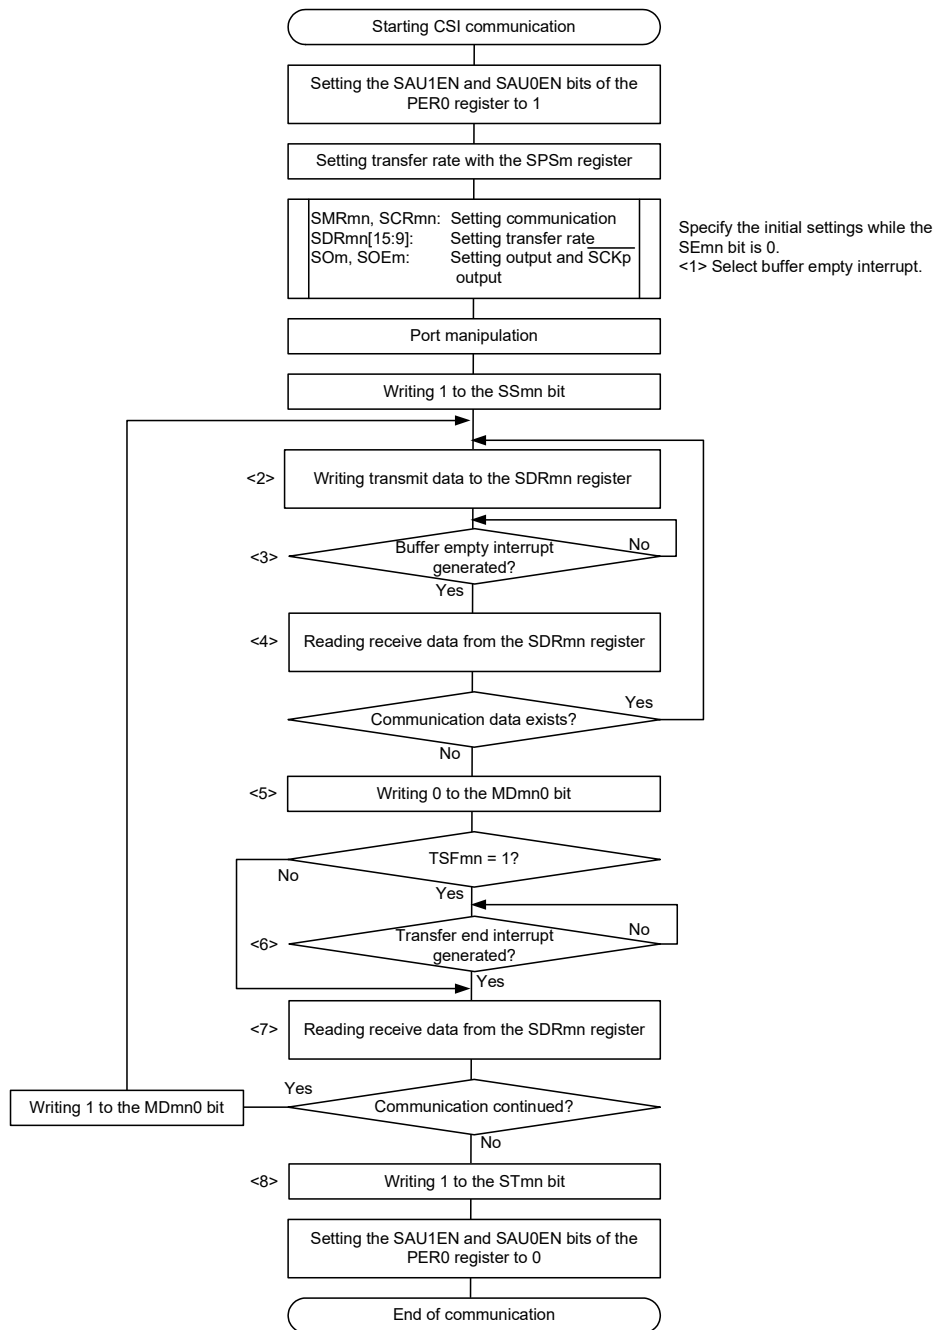 Starting CSI communication
Setting the SAU1EN and SAU0EN bits of the
PER0 register to 1
Setting transfer rate with the SPSm register
SMRmn, SCRmn: Setting communication
SDRmn[15:9]: Setting transfer rate
SOm, SOEm: Setting output and SCKp
output
Specify the initial settings while the
SEmn bit is 0.
<1> Select buffer empty interrupt.
Port manipulation
Writing 1 to the SSmn bit
<2> Writing transmit data to the SDRmn register
<3> Buffer empty interrupt
generated?
No
Yes
<4> Reading receive data from the SDRmn register
Communication data exists?
Yes
No
<5> Writing 0 to the MDmn0 bit
TSFmn = 1?
No
Yes
<6> Transfer end interrupt
generated?
No
Yes
<7> Reading receive data from the SDRmn register
Communication continued?
Yes
Writing 1 to the MDmn0 bit
No
<8> Writing 1 to the STmn bit
Setting the SAU1EN and SAU0EN bits of the
PER0 register to 0
End of communication